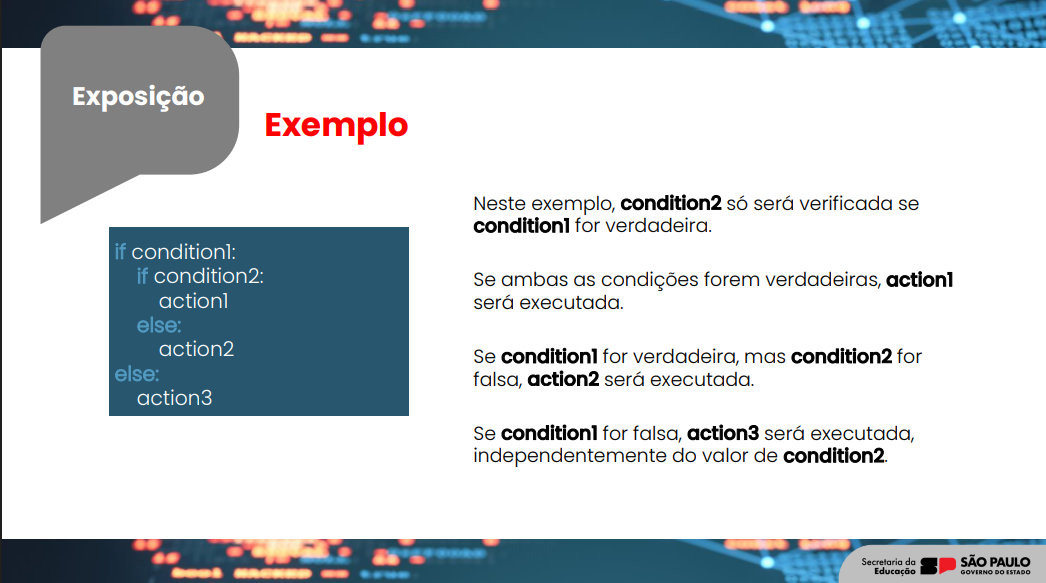 Exposição
Exemplo
if condition1:
    if condition2:
        action1
    else:
        action2
else:
    action3
Neste exemplo, condition2 só será verificada se
condition1 for verdadeira.
Se ambas as condições forem verdadeiras, action1
será executada.
Se condition1 for verdadeira, mas condition2 for
falsa, action2 será executada.
Se condition1 for falsa, action3 será executada,
independentemente do valor de condition2.
Secretaria da
Educação
SÃO PAULO
GOVERNO DO ESTADO